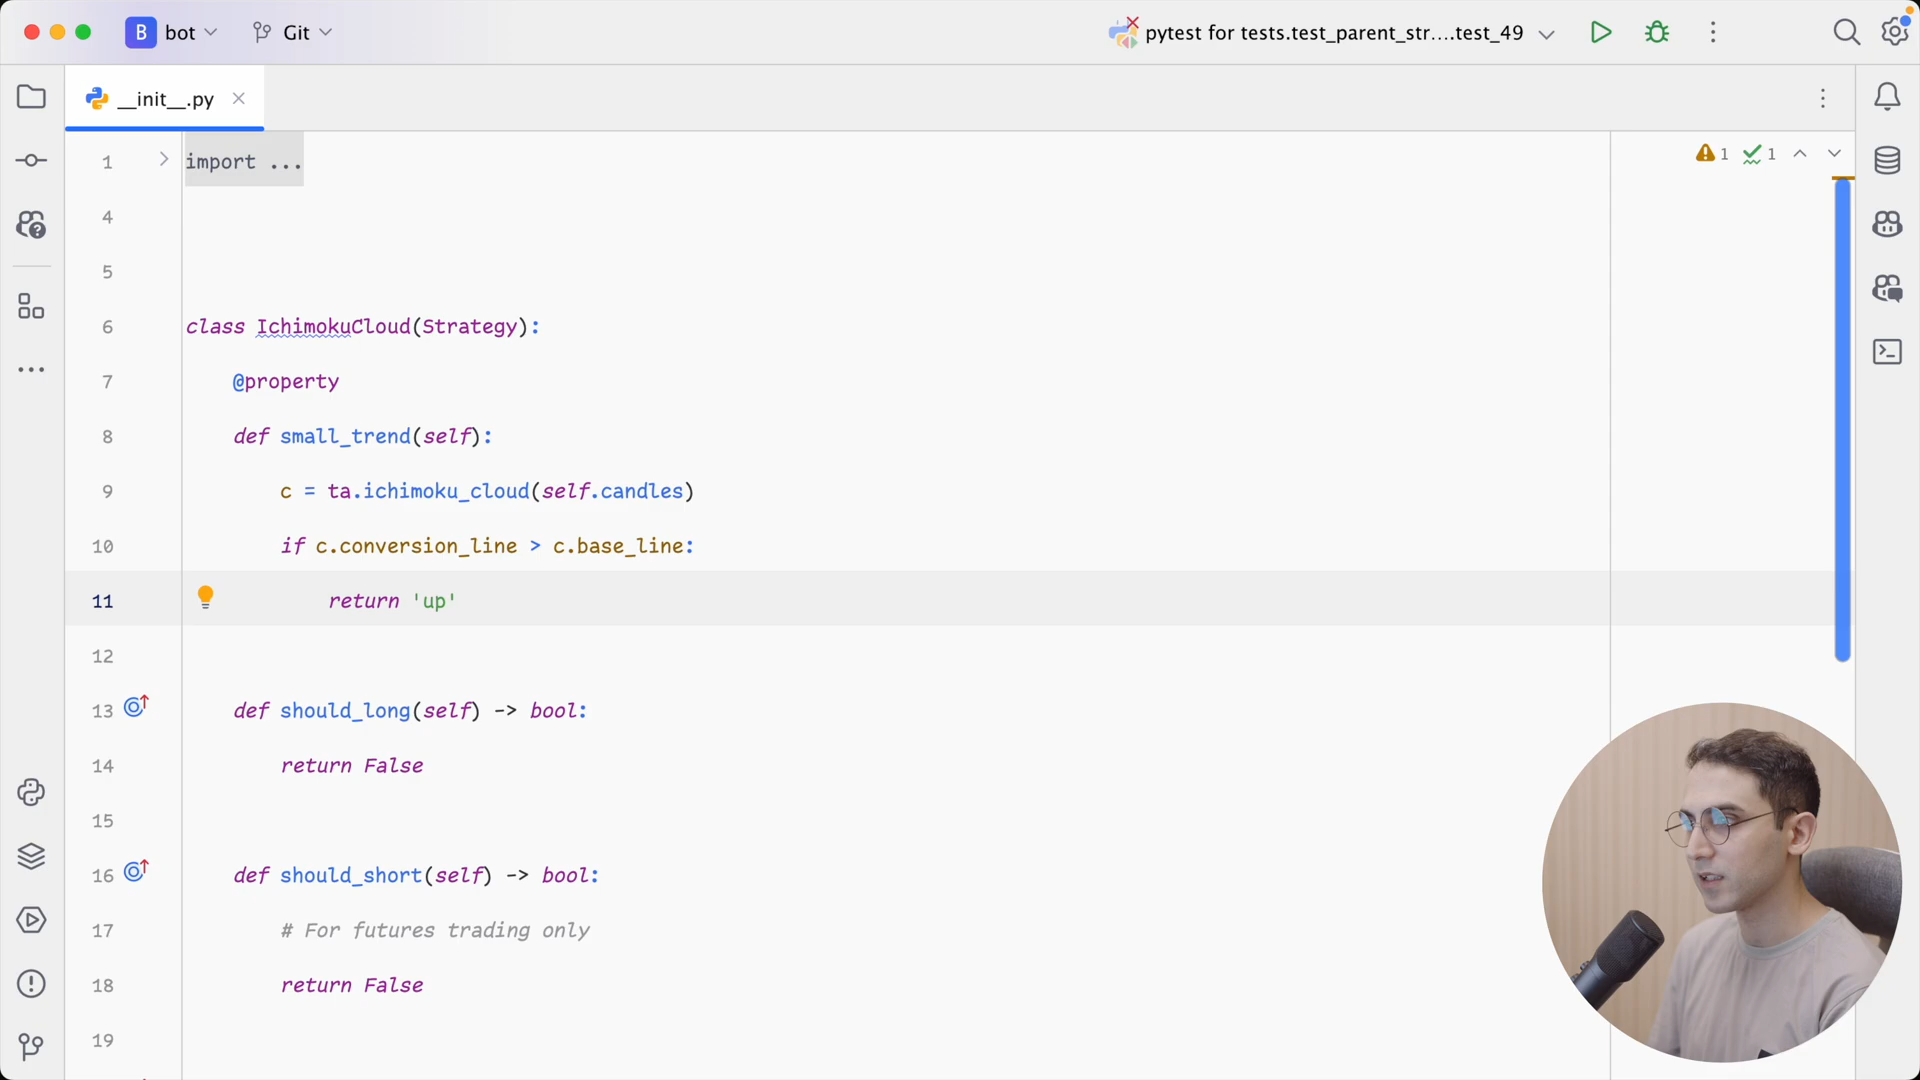 B bot Git pytest for tests.test_parent_str....test_49
__init__.py
1 import ... 1 1
4
5
6 class IchimokuCloud(Strategy):
7 @property
8 def small_trend(self):
9 c = ta.ichimoku_cloud(self.candles)
10 if c.conversion_line > c.base_line:
11 return 'up'
12
13 def should_long(self) -> bool:
14 return False
15
16 def should_short(self) -> bool:
17 # For futures trading only
18 return False
19